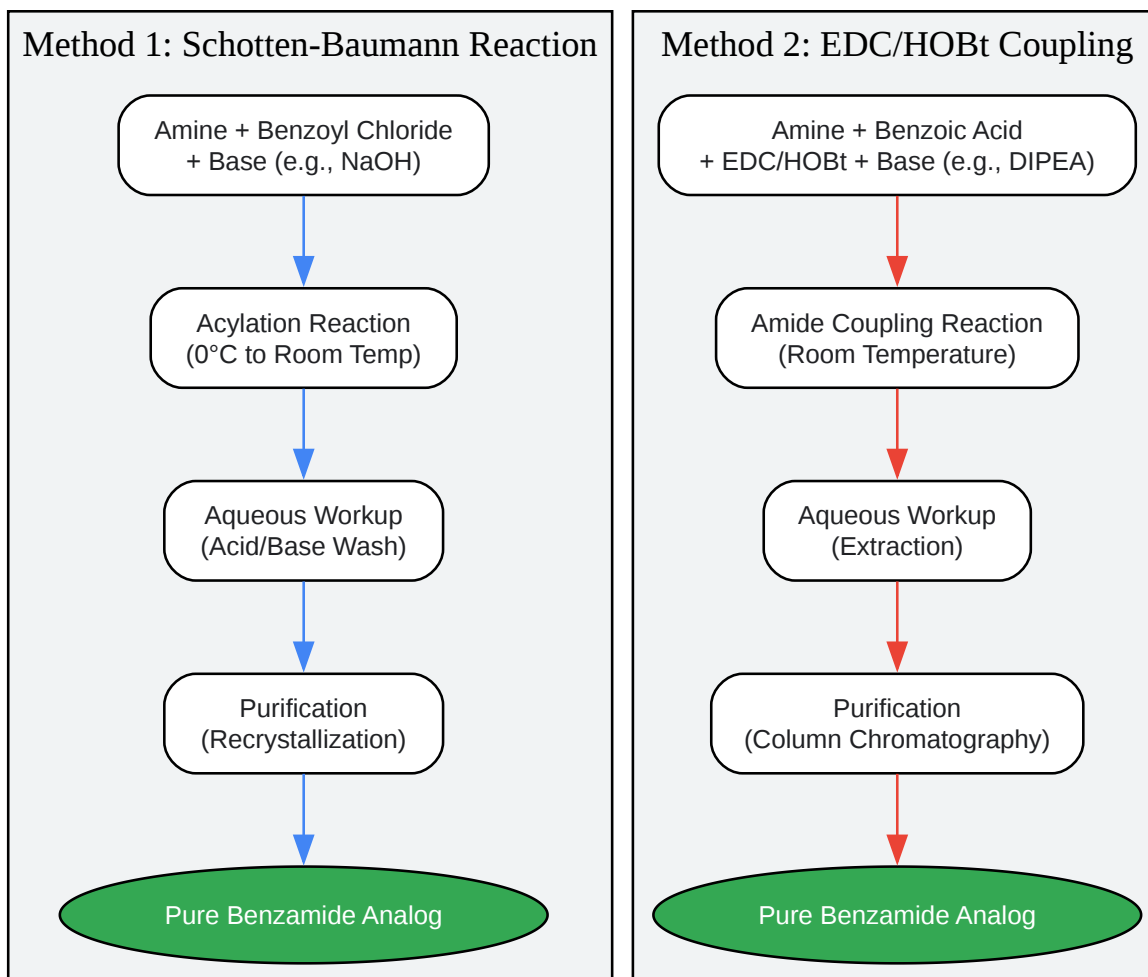 Method 1: Schotten-Baumann Reaction
Amine + Benzoyl Chloride
+ Base (e.g., NaOH)
Acylation Reaction
(0°C to Room Temp)
Aqueous Workup
(Acid/Base Wash)
Purification
(Recrystallization)
Pure Benzamide Analog
Method 2: EDC/HOBt Coupling
Amine + Benzoic Acid
+ EDC/HOBt + Base (e.g., DIPEA)
Amide Coupling Reaction
(Room Temperature)
Aqueous Workup
(Extraction)
Purification
(Column Chromatography)
Pure Benzamide Analog